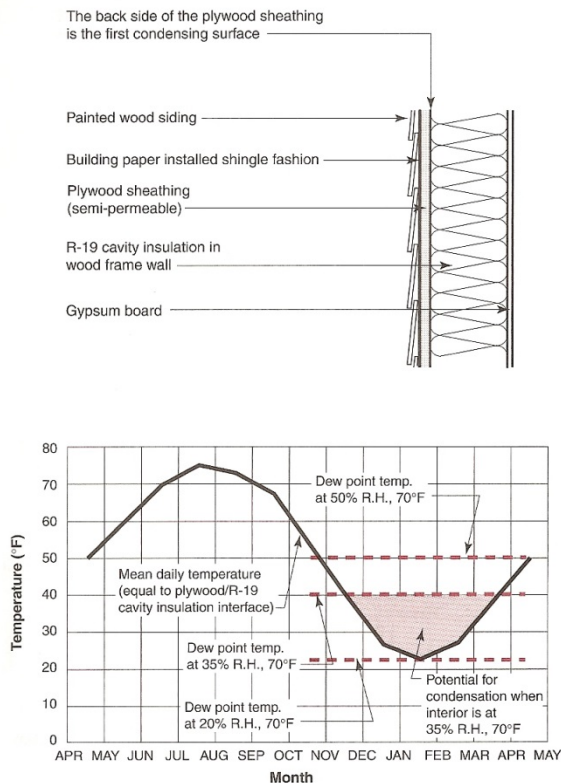 The back side of the plywood sheathing
is the first condensing surface
Painted wood siding
Building paper installed shingle fashion
Plywood sheathing
(semi-permeable)
R-19 cavity insulation in
wood frame wall
Gypsum board
80
70
60
50
40
30
20
10
0
Temperature (°F)
Dew point temp.
at 50% R.H., 70°F
Mean daily temperature
(equal to plywood/R-19
cavity insulation interface)
Dew point temp.
at 35% R.H., 70°F
Dew point temp.
at 20% R.H., 70°F
Potential for
condensation when
interior is at
35% R.H., 70°F
APR MAY JUN JUL AUG SEP OCT NOV DEC JAN FEB MAR APR MAY
Month